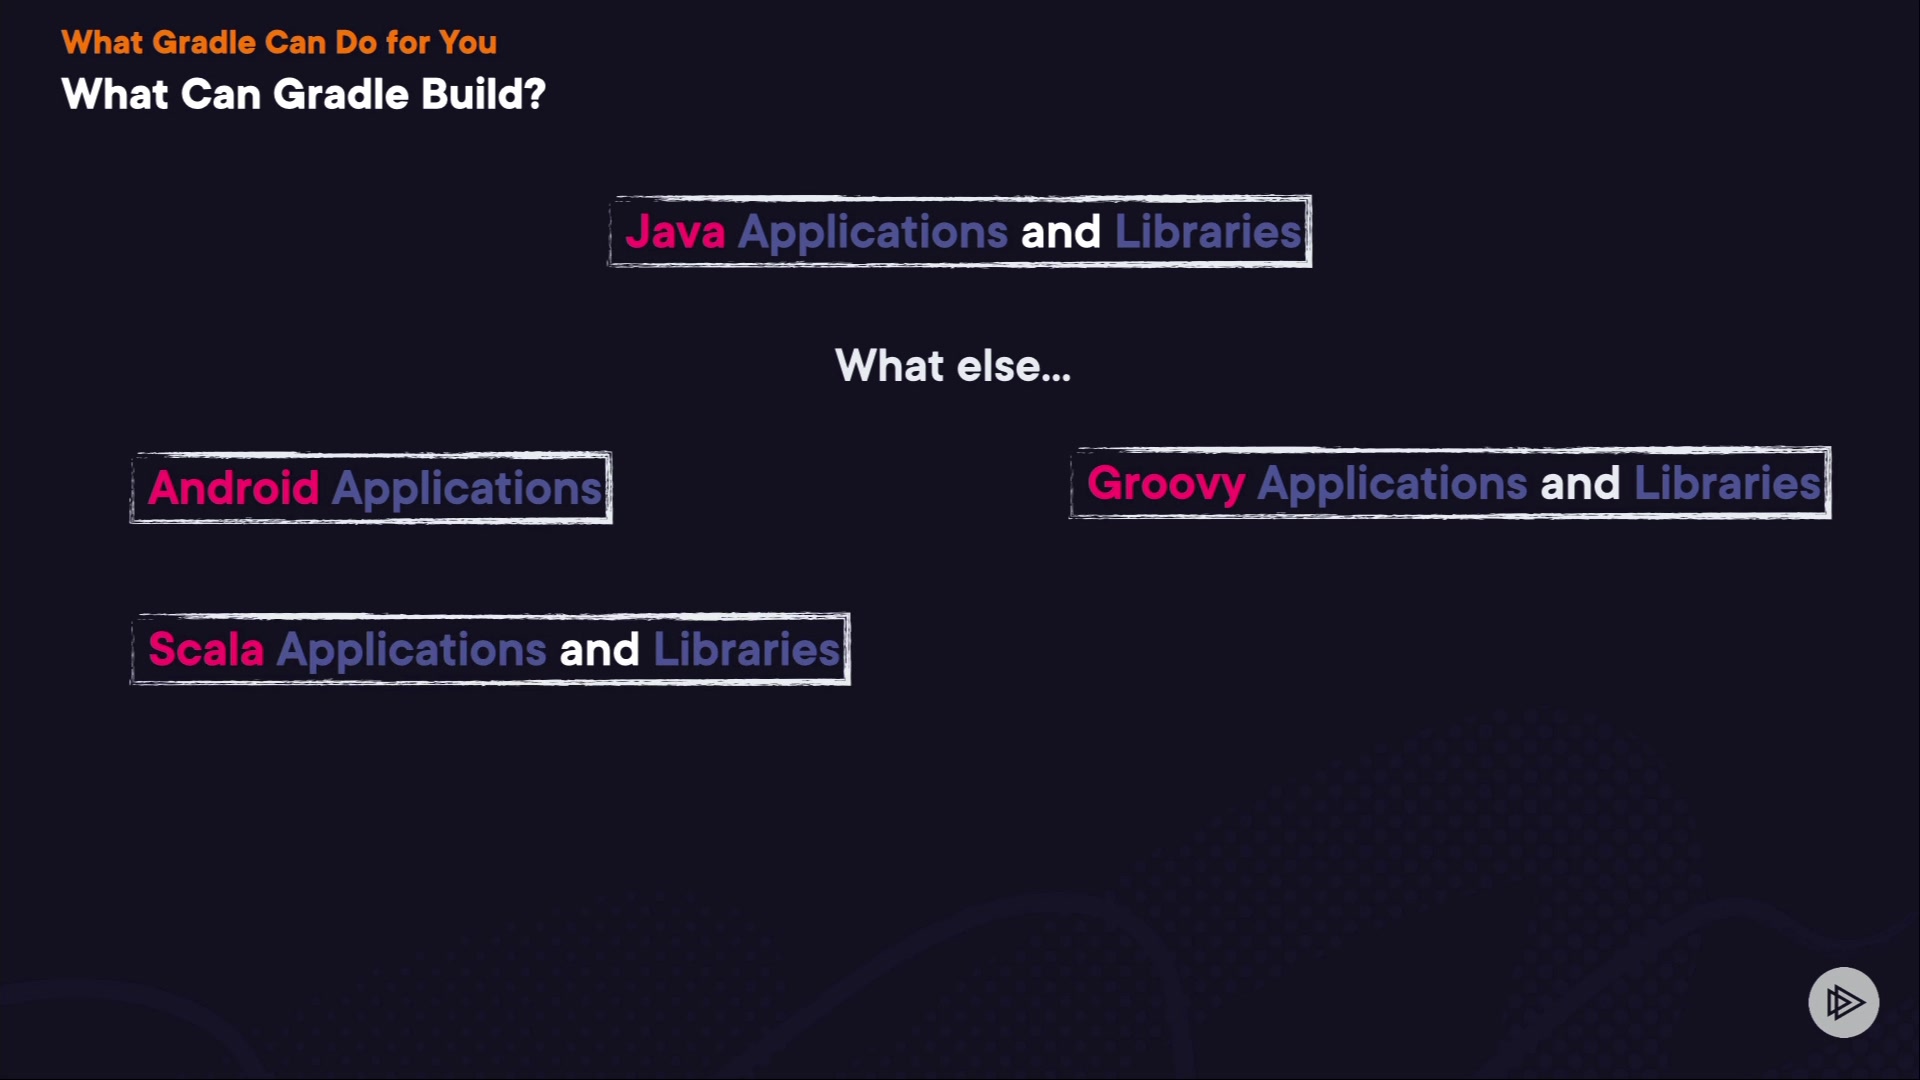 What Gradle Can Do for You
What Can Gradle Build?
Java Applications and Libraries
What else...
Android Applications
Groovy Applications and Libraries
Scala Applications and Libraries